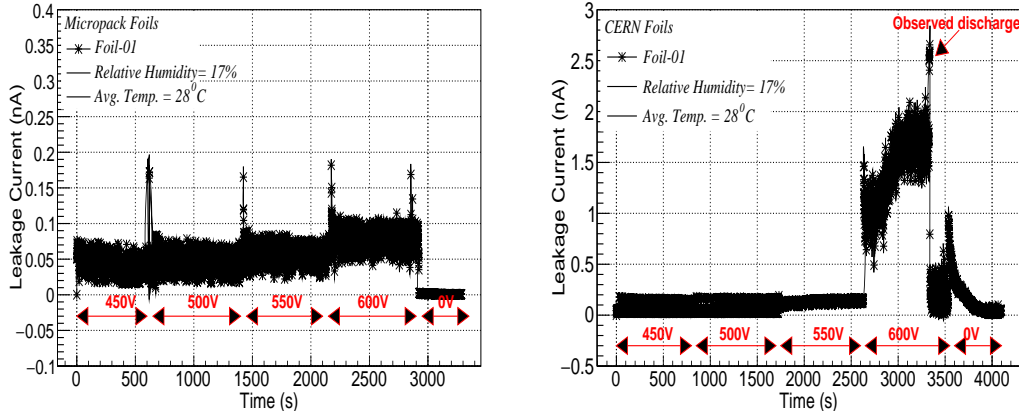 Micropack Foils
Foil-01
Relative Humidity= 17%
Avg. Temp. = 28⁰C
Leakage Current (nA)
0.4
0.35
0.3
0.25
0.2
0.15
0.1
0.05
0
−0.05
−0.1
450V 500V 550V 600V 0V
0 500 1000 1500 2000 2500 3000
Time (s)
CERN Foils
Foil-01
Relative Humidity= 17%
Avg. Temp. = 28⁰C
Observed discharge
Leakage Current (nA)
3
2.5
2
1.5
1
0.5
0
−0.5
450V 500V 550V 600V 0V
0 500 1000 1500 2000 2500 3000 3500 4000
Time (s)